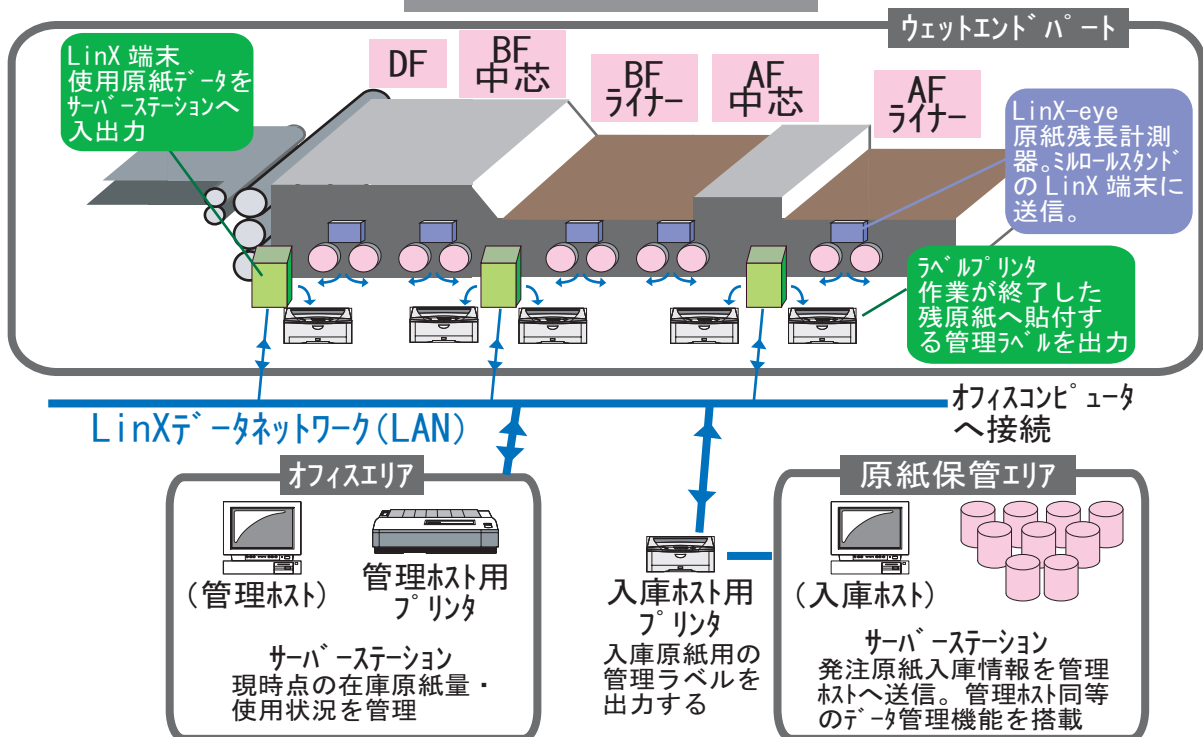 ウェットエンドパート
LinX 端末
使用原紙データを
サーバーステーションへ
入出力
DF
BF
中芯
BF
ライナー
AF
中芯
AF
ライナー
LinX-eye
原紙残長計測
器。ミルロールスタンド
の LinX 端末に
送信。
ラベルプリンタ
作業が終了した
残原紙へ貼付す
る管理ラベルを出力
LinXデータネットワーク(LAN)
オフィスコンピュータ
へ接続
オフィスエリア
(管理ホスト)
管理ホスト用
プリンタ
サーバーステーション
現時点の在庫原紙量・
使用状況を管理
入庫ホスト用
プリンタ
入庫原紙用の
管理ラベルを
出力する
原紙保管エリア
(入庫ホスト)
サーバーステーション
発注原紙入庫情報を管理
ホストへ送信。管理ホスト同等
のデータ管理機能を搭載